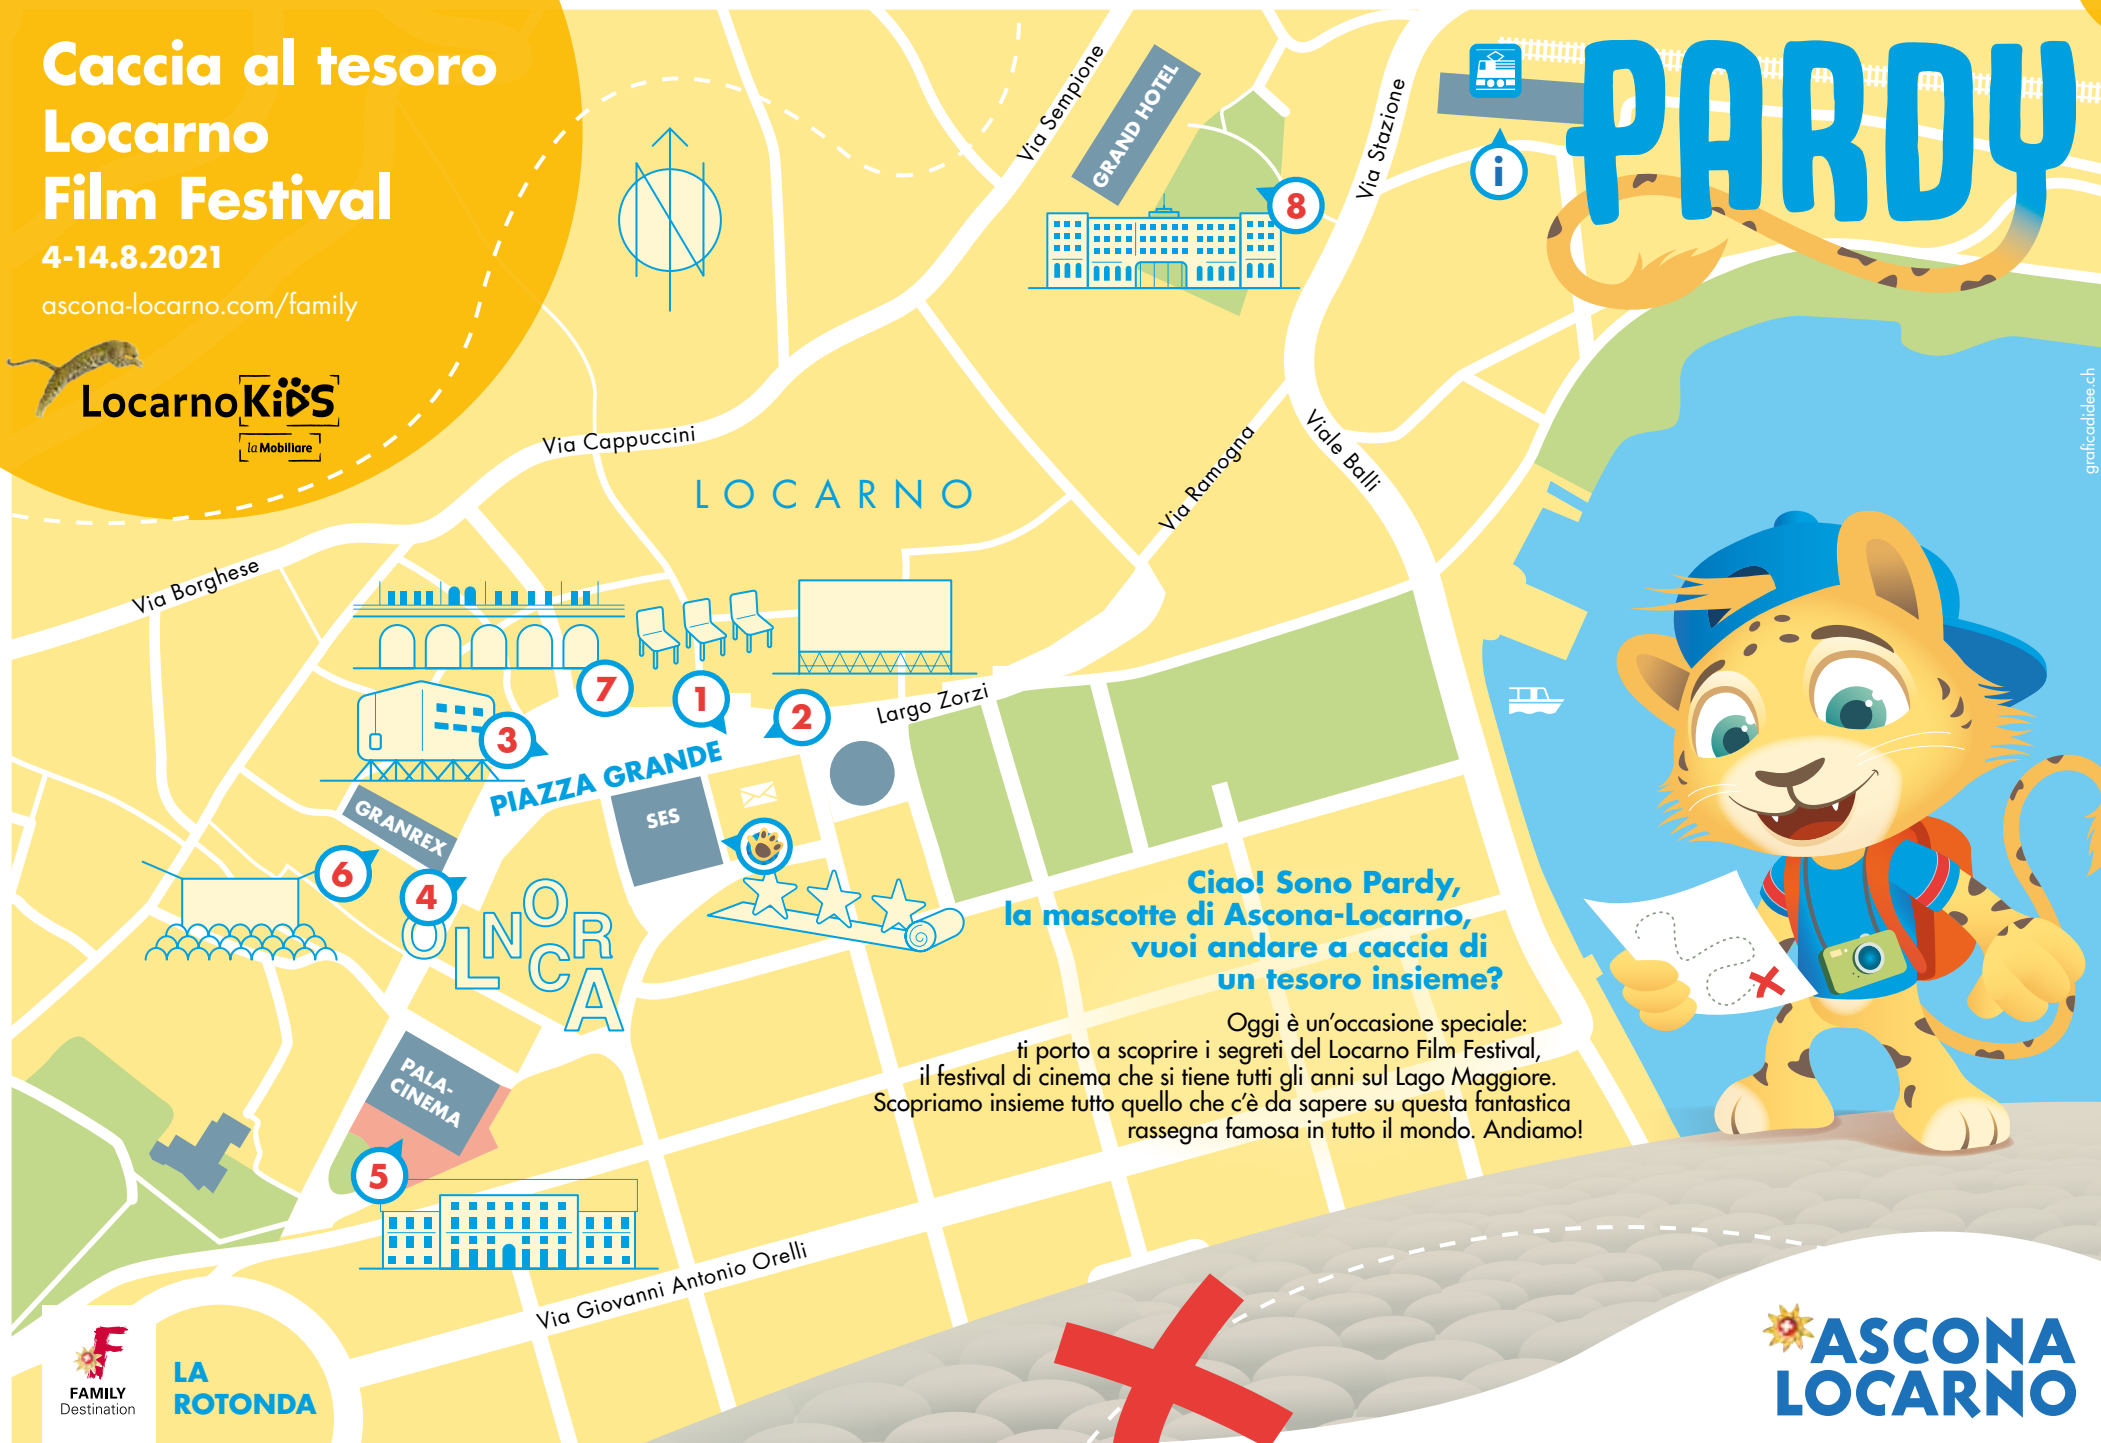 Caccia al tesoro
Locarno
Film Festival
4-14.8.2021
ascona-locarno.com/family
LocarnoKiDS
la Mobiliare
PARDY
i
Via Sempione
GRAND HOTEL
Via Stazione
8
graficadidee.ch
Via Cappuccini
LOCARNO
Via Ramogna
Viale Balli
Via Borghese
7
1
2
Largo Zorzi
3
PIAZZA GRANDE
SES
GRANREX
6
4
OLNOCRA
PALA-
CINEMA
5
Ciao! Sono Pardy,
la mascotte di Ascona-Locarno,
vuoi andare a caccia di
un tesoro insieme?
Oggi è un’occasione speciale:
ti porto a scoprire i segreti del Locarno Film Festival,
il festival di cinema che si tiene tutti gli anni sul Lago Maggiore.
Scopriamo insieme tutto quello che c’è da sapere su questa fantastica
rassegna famosa in tutto il mondo. Andiamo!
Via Giovanni Antonio Orelli
F
FAMILY
Destination
LA
ROTONDA
ASCONA
LOCARNO